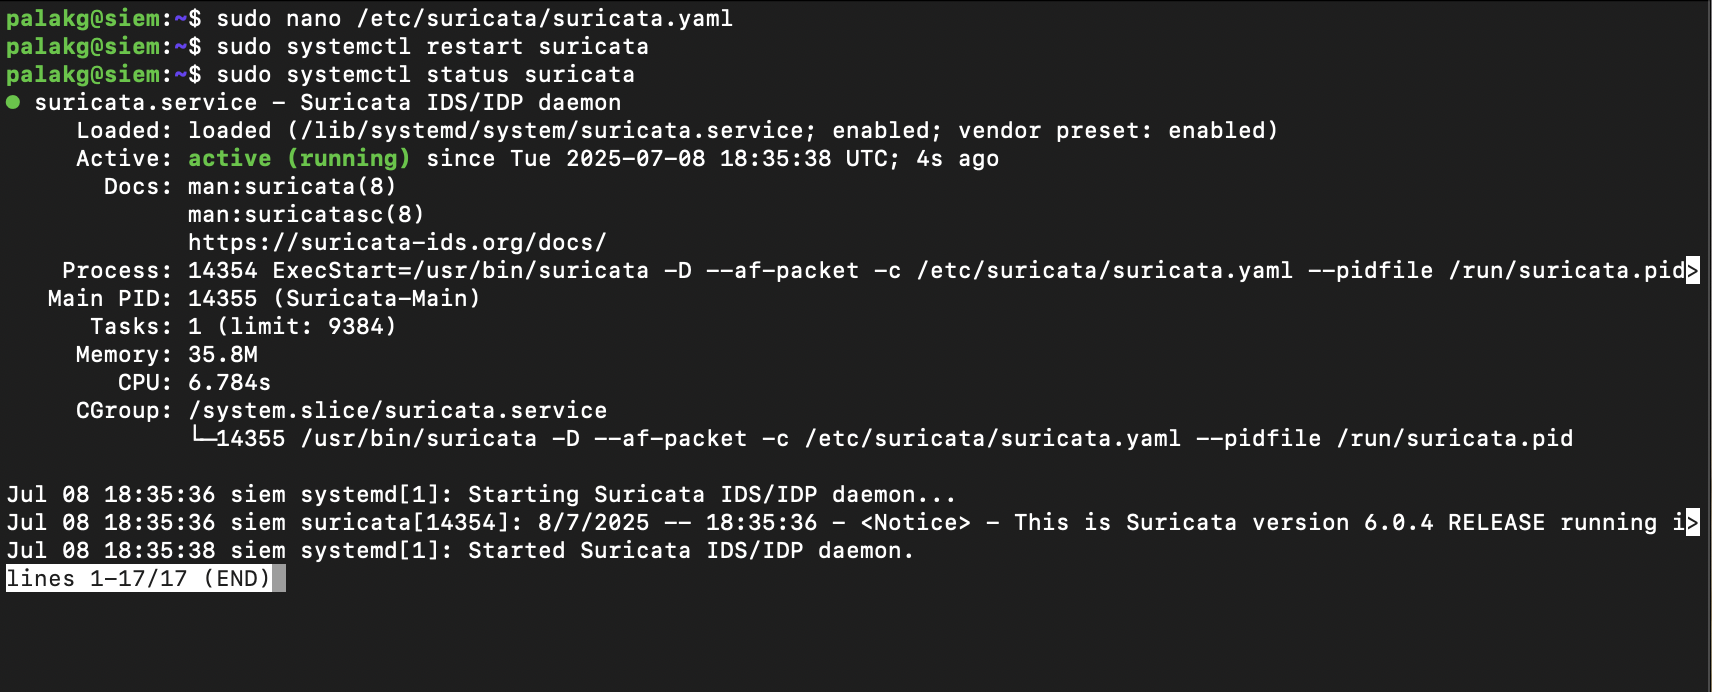 palakg@siem:~$ sudo nano /etc/suricata/suricata.yaml
palakg@siem:~$ sudo systemctl restart suricata
palakg@siem:~$ sudo systemctl status suricata
● suricata.service - Suricata IDS/IDP daemon
     Loaded: loaded (/lib/systemd/system/suricata.service; enabled; vendor preset: enabled)
     Active: active (running) since Tue 2025-07-08 18:35:38 UTC; 4s ago
       Docs: man:suricata(8)
             man:suricatasc(8)
             https://suricata-ids.org/docs/
    Process: 14354 ExecStart=/usr/bin/suricata -D --af-packet -c /etc/suricata/suricata.yaml --pidfile /run/suricata.pid>
   Main PID: 14355 (Suricata-Main)
      Tasks: 1 (limit: 9384)
     Memory: 35.8M
        CPU: 6.784s
     CGroup: /system.slice/suricata.service
             └─14355 /usr/bin/suricata -D --af-packet -c /etc/suricata/suricata.yaml --pidfile /run/suricata.pid

Jul 08 18:35:36 siem systemd[1]: Starting Suricata IDS/IDP daemon...
Jul 08 18:35:36 siem suricata[14354]: 8/7/2025 -- 18:35:36 - <Notice> - This is Suricata version 6.0.4 RELEASE running i>
Jul 08 18:35:38 siem systemd[1]: Started Suricata IDS/IDP daemon.
lines 1-17/17 (END)